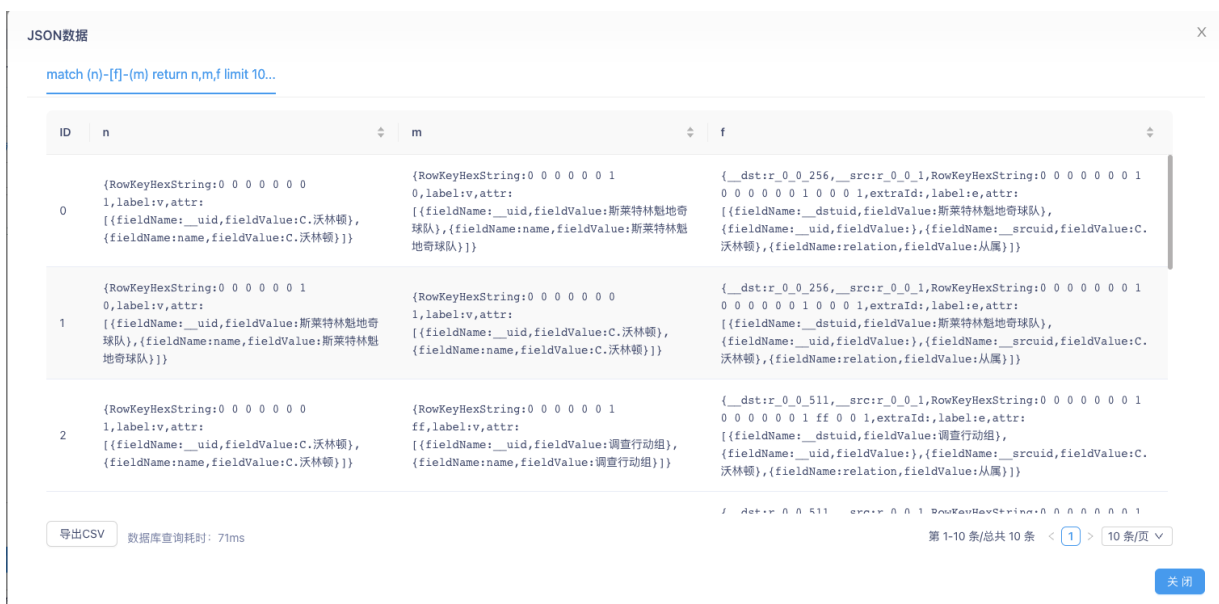 JSON数据
X
match (n)-[f]-(m) return n,m,f limit 10...
ID n m f
0
{RowKeyHexString:0 0 0 0 0 0 0
1,label:v,attr:
[{fieldName:__uid,fieldValue:C.沃林顿},
{fieldName:name,fieldValue:C.沃林顿}]}
{RowKeyHexString:0 0 0 0 0 0 1
0,label:v,attr:
[{fieldName:__uid,fieldValue:斯莱特林魁地奇
球队},{fieldName:name,fieldValue:斯莱特林魁
地奇球队}]}
{__dst:r_0_0_256,__src:r_0_0_1,RowKeyHexString:0 0 0 0 0 0 0 1
0 0 0 0 0 0 1 0 0 0 1,extraId:,label:e,attr:
[{fieldName:__dstuid,fieldValue:斯莱特林魁地奇球队},
{fieldName:__uid,fieldValue:},{fieldName:__srcuid,fieldValue:C.
沃林顿},{fieldName:relation,fieldValue:从属}]}
1
{RowKeyHexString:0 0 0 0 0 0 1
0,label:v,attr:
[{fieldName:__uid,fieldValue:斯莱特林魁地奇
球队},{fieldName:name,fieldValue:斯莱特林魁
地奇球队}]}
{RowKeyHexString:0 0 0 0 0 0 0
1,label:v,attr:
[{fieldName:__uid,fieldValue:C.沃林顿},
{fieldName:name,fieldValue:C.沃林顿}]}
{__dst:r_0_0_256,__src:r_0_0_1,RowKeyHexString:0 0 0 0 0 0 0 1
0 0 0 0 0 0 1 0 0 0 1,extraId:,label:e,attr:
[{fieldName:__dstuid,fieldValue:斯莱特林魁地奇球队},
{fieldName:__uid,fieldValue:},{fieldName:__srcuid,fieldValue:C.
沃林顿},{fieldName:relation,fieldValue:从属}]}
2
{RowKeyHexString:0 0 0 0 0 0 0
1,label:v,attr:
[{fieldName:__uid,fieldValue:C.沃林顿},
{fieldName:name,fieldValue:C.沃林顿}]}
{RowKeyHexString:0 0 0 0 0 0 1
ff,label:v,attr:
[{fieldName:__uid,fieldValue:调查行动组},
{fieldName:name,fieldValue:调查行动组}]}
{__dst:r_0_0_511,__src:r_0_0_1,RowKeyHexString:0 0 0 0 0 0 0 1
0 0 0 0 0 0 1 ff 0 0 1,extraId:,label:e,attr:
[{fieldName:__dstuid,fieldValue:调查行动组},
{fieldName:__uid,fieldValue:},{fieldName:__srcuid,fieldValue:C.
沃林顿},{fieldName:relation,fieldValue:从属}]}
{__dst:r_0_0_511,__src:r_0_0_1,RowKeyHexString:0 0 0 0 0 0 0 1
导出CSV 数据库查询耗时：71ms
第 1-10 条/总共 10 条 < 1 > 10 条/页
关 闭